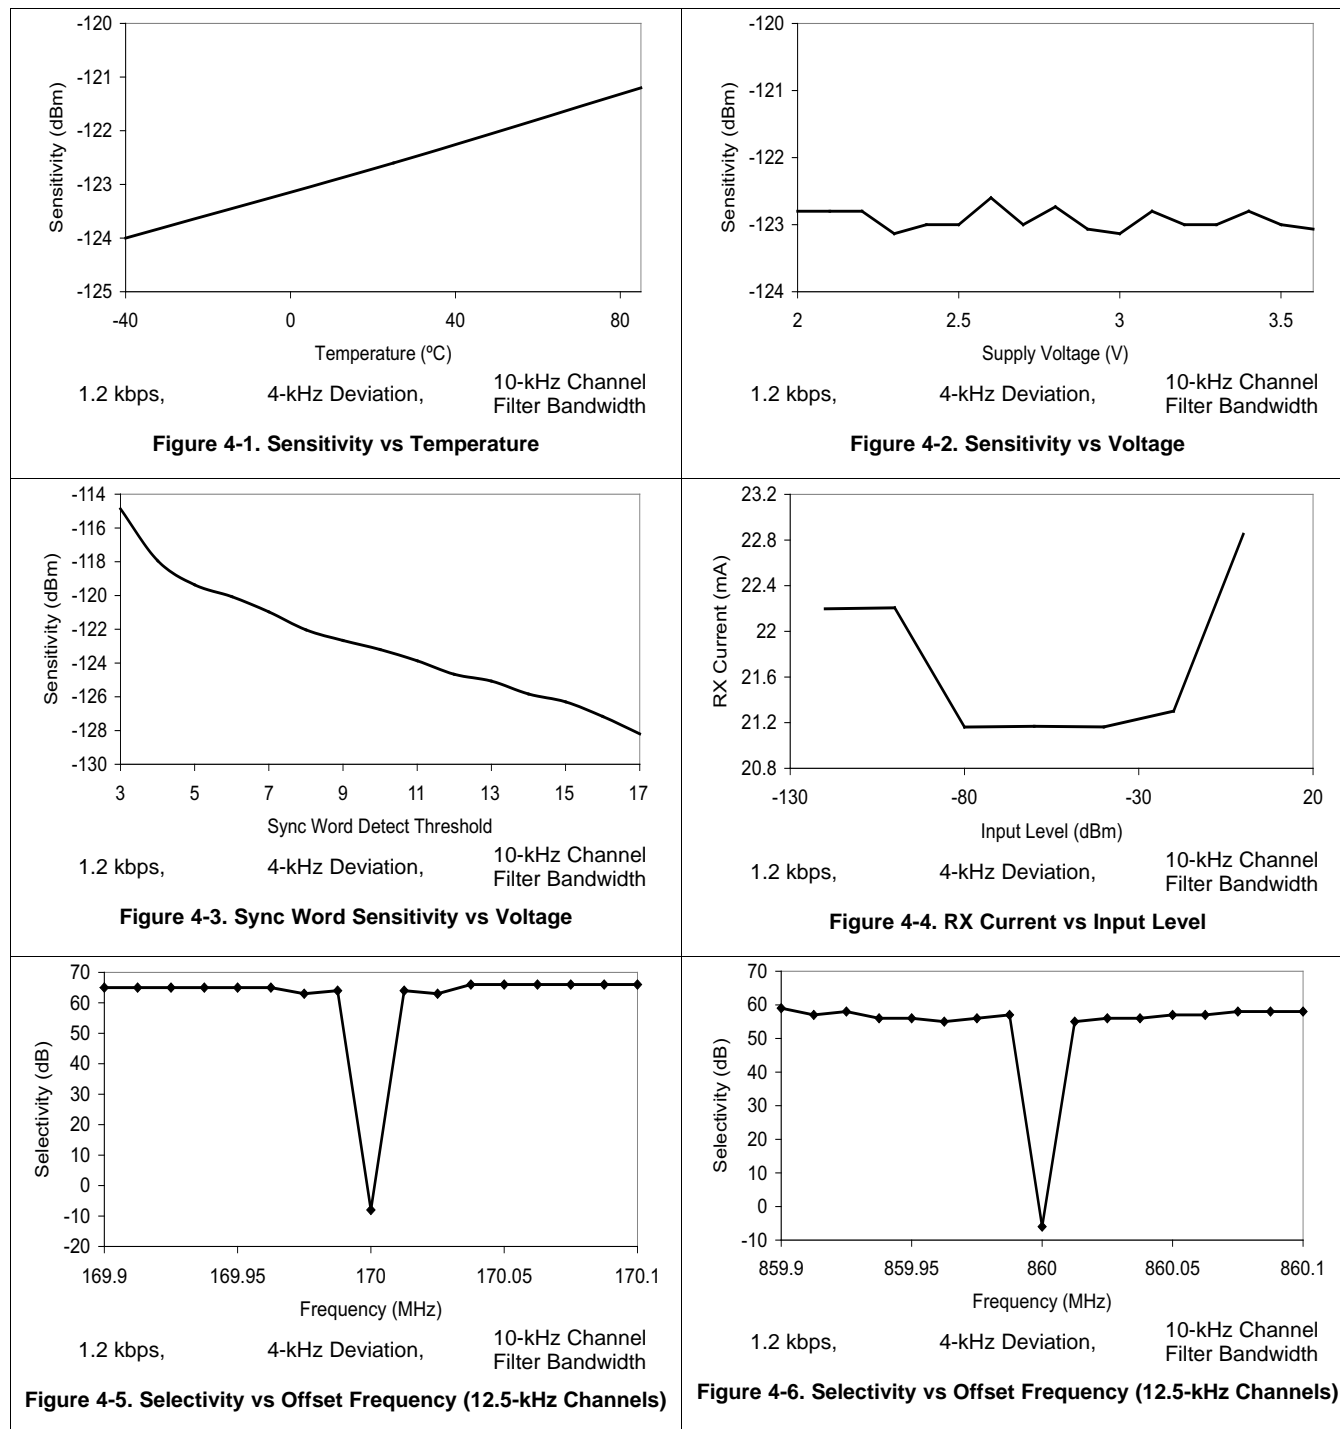 -120
-121
-122
-123
-124
-125
Sensitivity (dBm)
-40 0 40 80
Temperature (ºC)
1.2 kbps, 4-kHz Deviation, 10-kHz Channel
Filter Bandwidth
Figure 4-1. Sensitivity vs Temperature
-120
-121
-122
-123
-124
Sensitivity (dBm)
2 2.5 3 3.5
Supply Voltage (V)
1.2 kbps, 4-kHz Deviation, 10-kHz Channel
Filter Bandwidth
Figure 4-2. Sensitivity vs Voltage
-114
-116
-118
-120
-122
-124
-126
-128
-130
Sensitivity (dBm)
3 5 7 9 11 13 15 17
Sync Word Detect Threshold
1.2 kbps, 4-kHz Deviation, 10-kHz Channel
Filter Bandwidth
Figure 4-3. Sync Word Sensitivity vs Voltage
23.2
22.8
22.4
22
21.6
21.2
20.8
RX Current (mA)
-130 -80 -30 20
Input Level (dBm)
1.2 kbps, 4-kHz Deviation, 10-kHz Channel
Filter Bandwidth
Figure 4-4. RX Current vs Input Level
70
60
50
40
30
20
10
0
-10
-20
Selectivity (dB)
169.9 169.95 170 170.05 170.1
Frequency (MHz)
1.2 kbps, 4-kHz Deviation, 10-kHz Channel
Filter Bandwidth
Figure 4-5. Selectivity vs Offset Frequency (12.5-kHz Channels)
70
60
50
40
30
20
10
0
-10
Selectivity (dB)
859.9 859.95 860 860.05 860.1
Frequency (MHz)
1.2 kbps, 4-kHz Deviation, 10-kHz Channel
Filter Bandwidth
Figure 4-6. Selectivity vs Offset Frequency (12.5-kHz Channels)